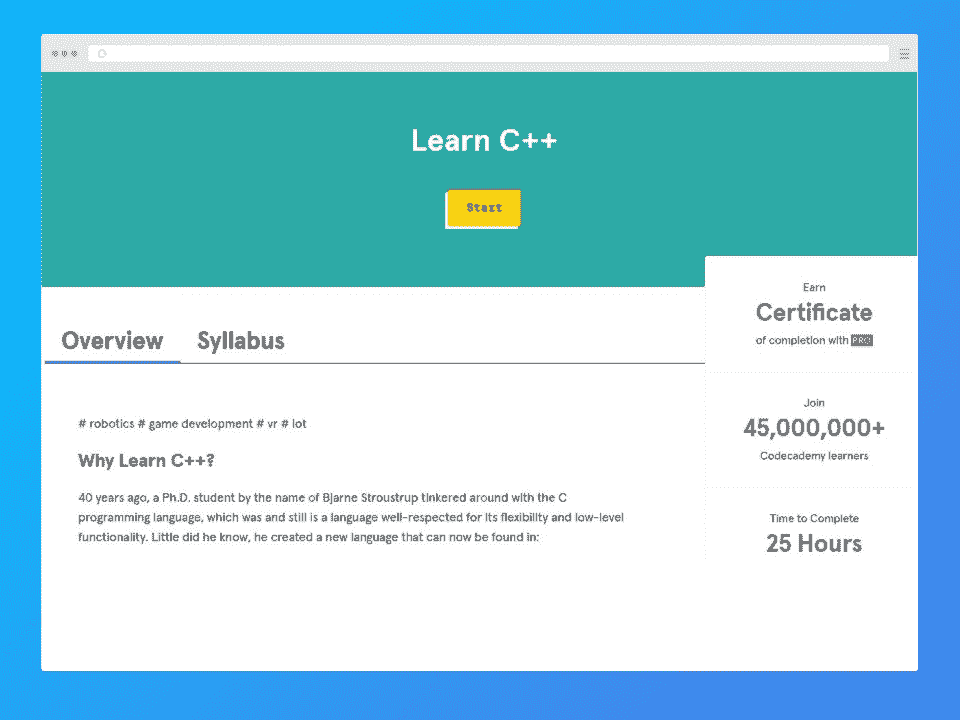 Learn C++
Start
Earn
Certificate
of completion with PRO
Overview
Syllabus
Join
45,000,000+
Codecademy learners
# robotics # game development # vr # iot
Why Learn C++?
40 years ago, a Ph.D. student by the name of Bjarne Stroustrup tinkered around with the C
programming language, which was and still is a language well-respected for its flexibility and low-level
functionality. Little did he know, he created a new language that can now be found in:
Time to Complete
25 Hours